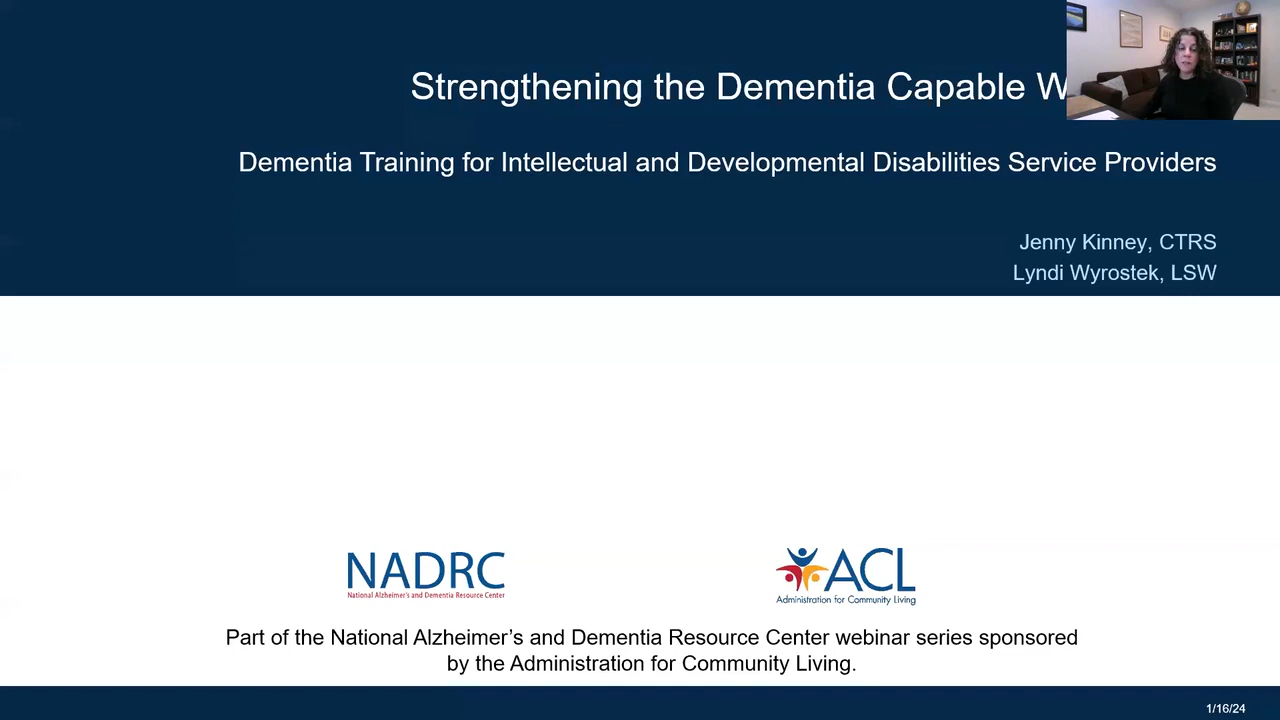 Strengthening the Dementia Capable
Dementia Training for Intellectual and Developmental Disabilities Service Providers
Jenny Kinney, CTRS
Lyndi Wyrostek, LSW
NADRC
National Alzheimer's and Dementia Resource Center
ACL
Administration for Community Living
Part of the National Alzheimer’s and Dementia Resource Center webinar series sponsored
by the Administration for Community Living.
1/16/24